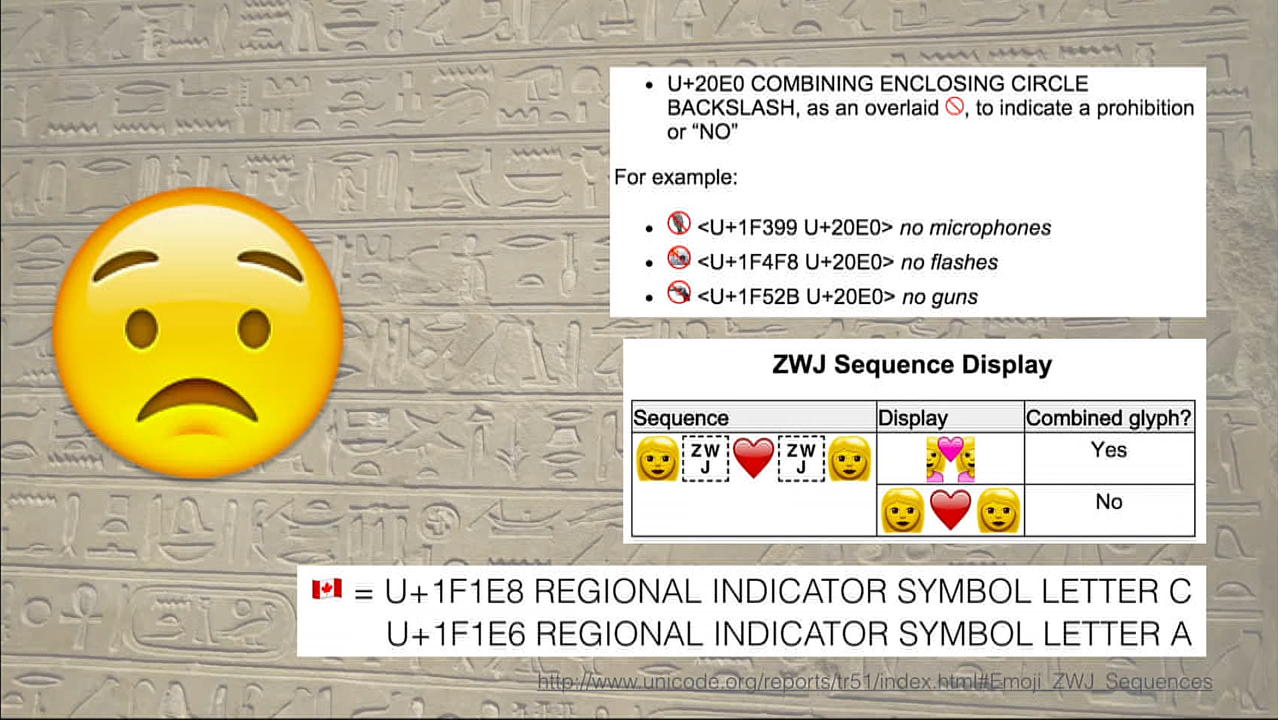 • U+20E0 COMBINING ENCLOSING CIRCLE
BACKSLASH, as an overlaid 🚫, to indicate a prohibition
or “NO”
For example:
• <U+1F399 U+20E0> no microphones
• <U+1F4F8 U+20E0> no flashes
• <U+1F52B U+20E0> no guns
ZWJ Sequence Display
Sequence Display Combined glyph?
ZWJ ZWJ Yes
No
🇨🇦 = U+1F1E8 REGIONAL INDICATOR SYMBOL LETTER C
U+1F1E6 REGIONAL INDICATOR SYMBOL LETTER A
http://www.unicode.org/reports/tr51/index.html#Emoji_ZWJ_Sequences